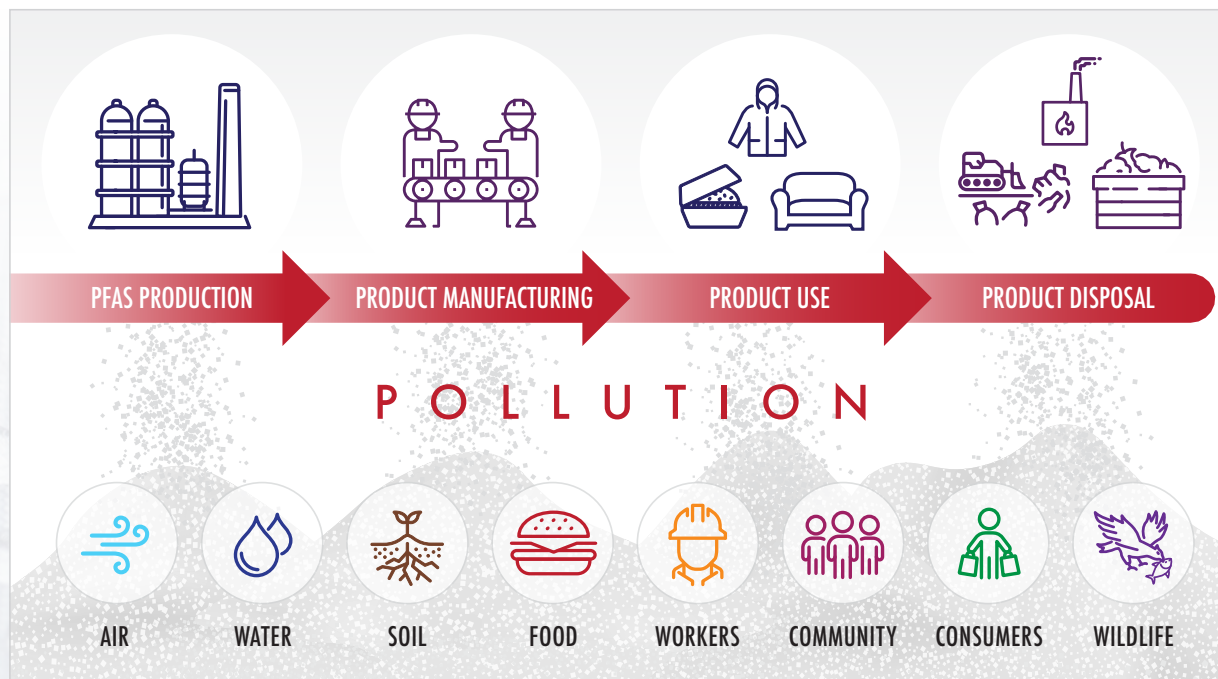 PFAS PRODUCTION
PRODUCT MANUFACTURING
PRODUCT USE
PRODUCT DISPOSAL
POLLUTION
AIR
WATER
SOIL
FOOD
WORKERS
COMMUNITY
CONSUMERS
WILDLIFE